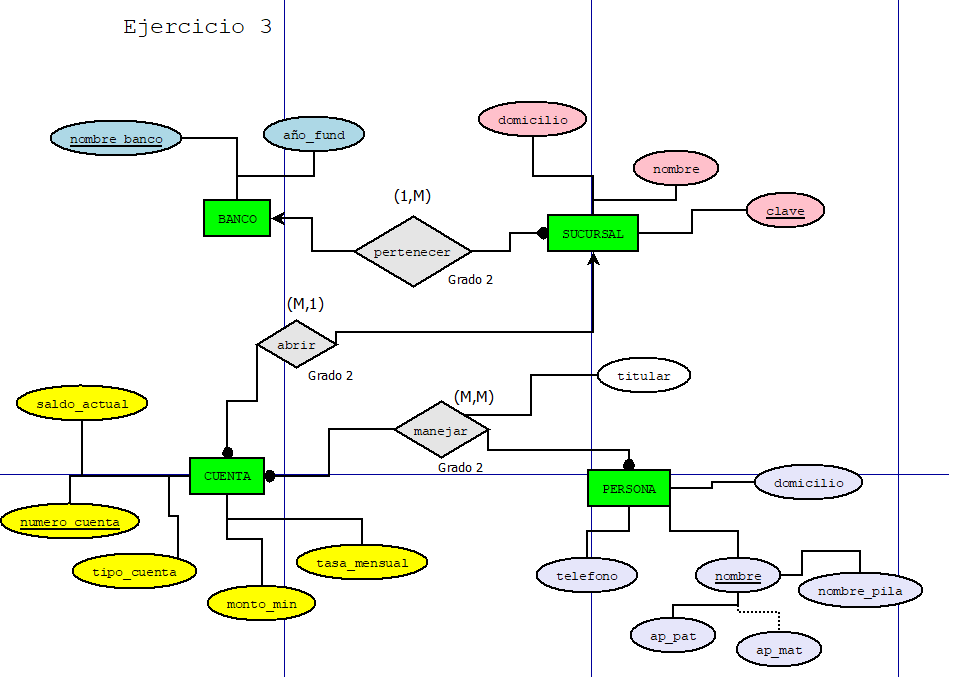 Ejercicio 3
domicilio
nombre_banco
año_fund
nombre
(1,M)
clave
BANCO
SUCURSAL
pertenecer
Grado 2
(M,1)
abrir
Grado 2
titular
(M,M)
saldo_actual
manejar
Grado 2
CUENTA
PERSONA
domicilio
numero_cuenta
tipo_cuenta
tasa_mensual
telefono
nombre
nombre_pila
monto_min
ap_pat
ap_mat